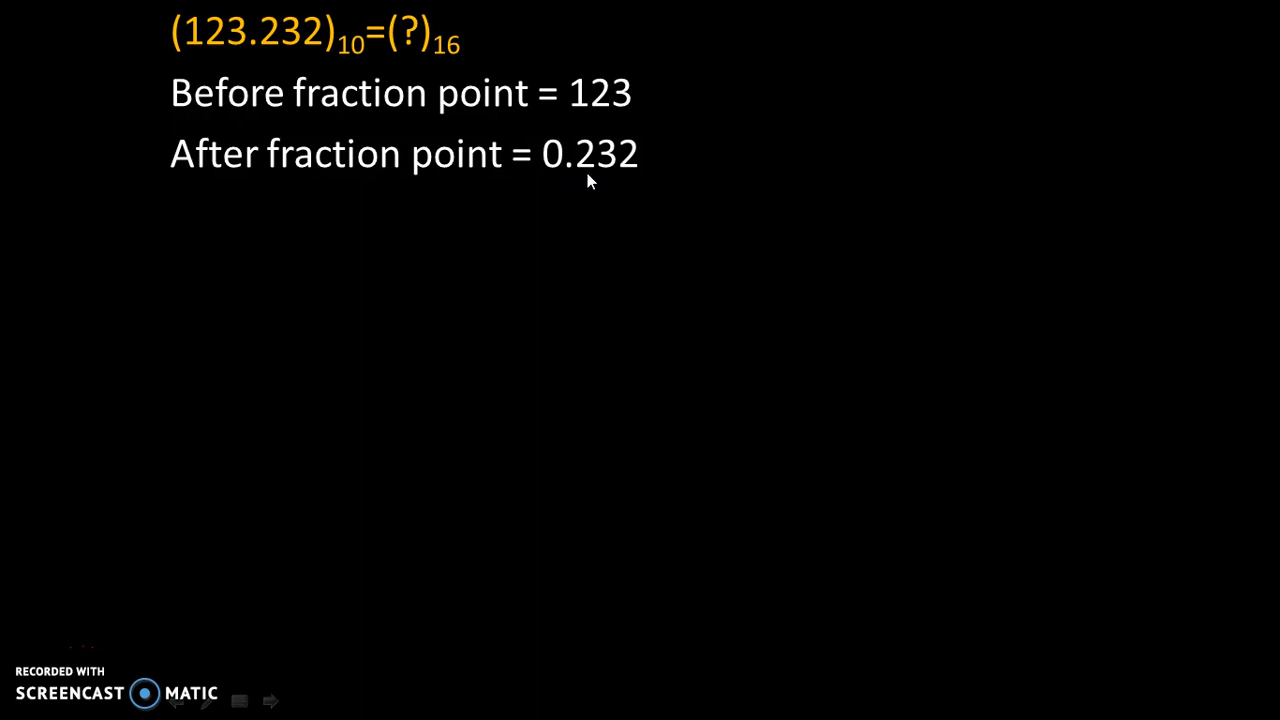 (123.232)₁₀=(?)₁₆
Before fraction point = 123
After fraction point = 0.232
RECORDED WITH
SCREENCAST MATIC